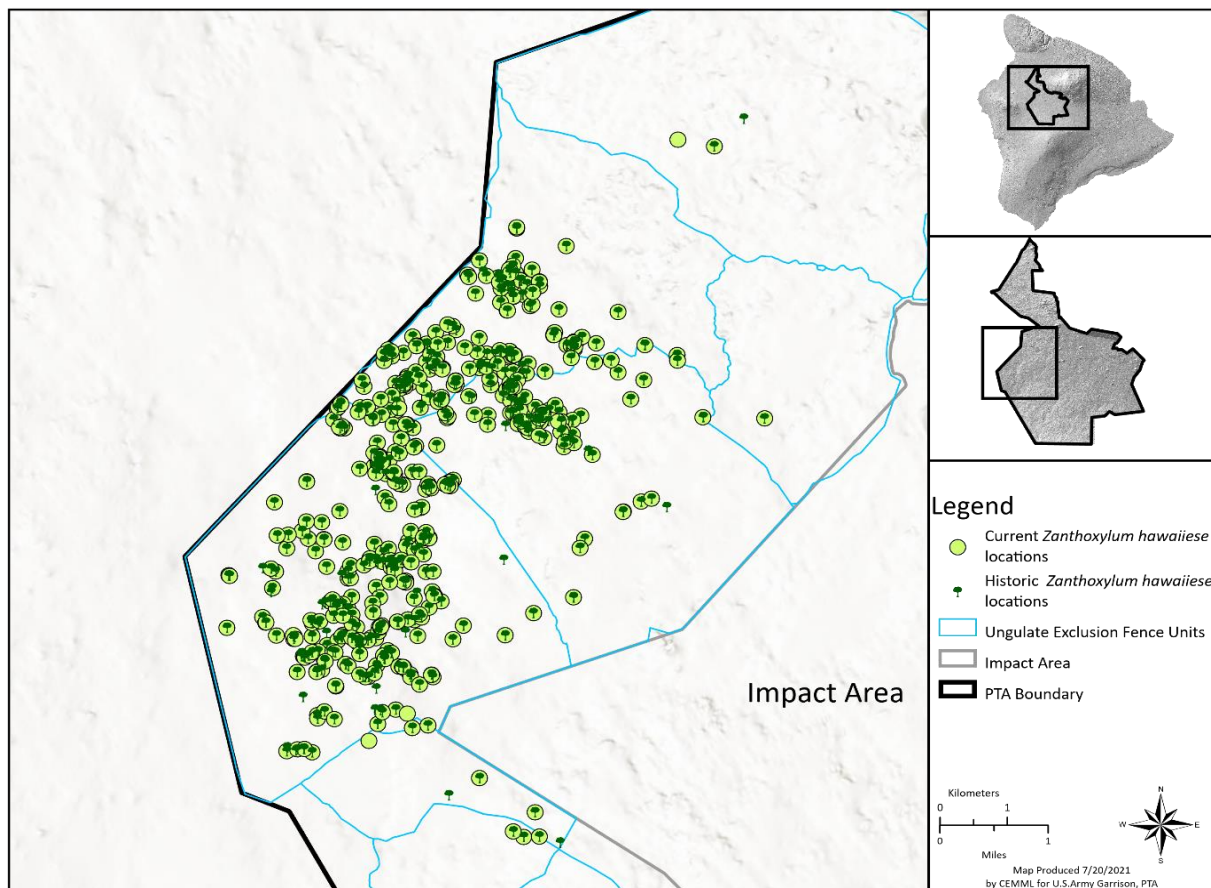 Impact Area
Legend
Current Zanthoxylum hawaiiese
locations
Historic Zanthoxylum hawaiiese
locations
Ungulate Exclusion Fence Units
Impact Area
PTA Boundary
Kilometers
0 1
0 1
Miles
N
W E
S
Map Produced 7/20/2021
by CEMML for U.S.Army Garrison, PTA